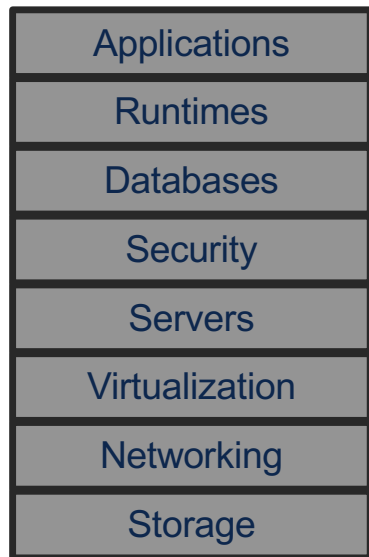 Applications
Runtimes
Databases
Security
Servers
Virtualization
Networking
Storage